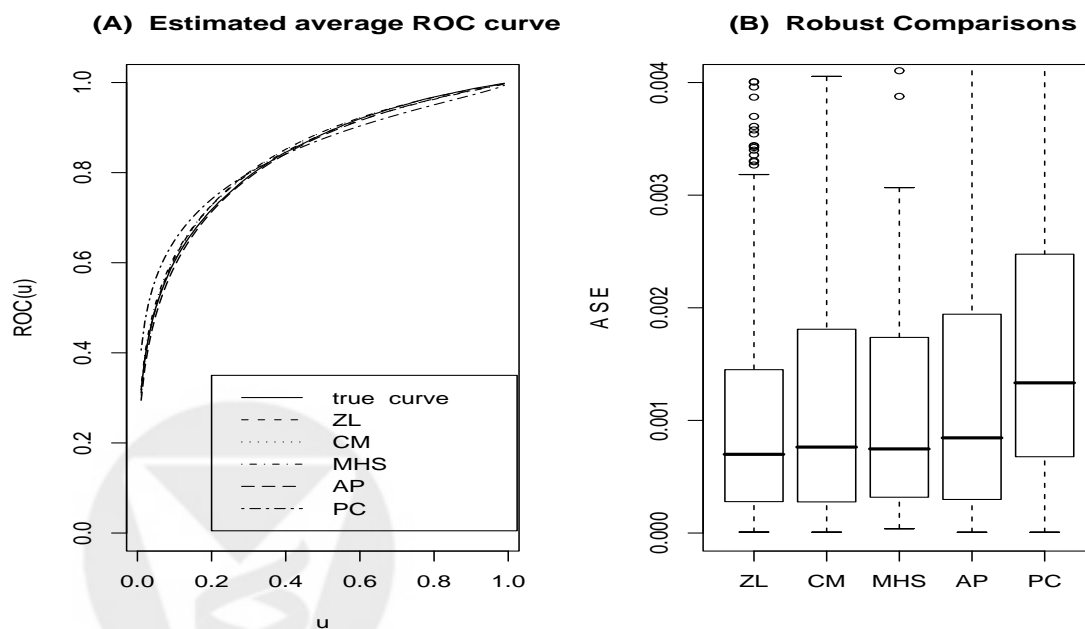 (A) Estimated average ROC curve
ROC(u)
1.0
0.8
0.6
0.4
0.2
0.0
true curve
ZL
CM
MHS
AP
PC
0.0 0.2 0.4 0.6 0.8 1.0
u
(B) Robust Comparisons
A S E
0.004
0.003
0.002
0.001
0.000
ZL CM MHS AP PC